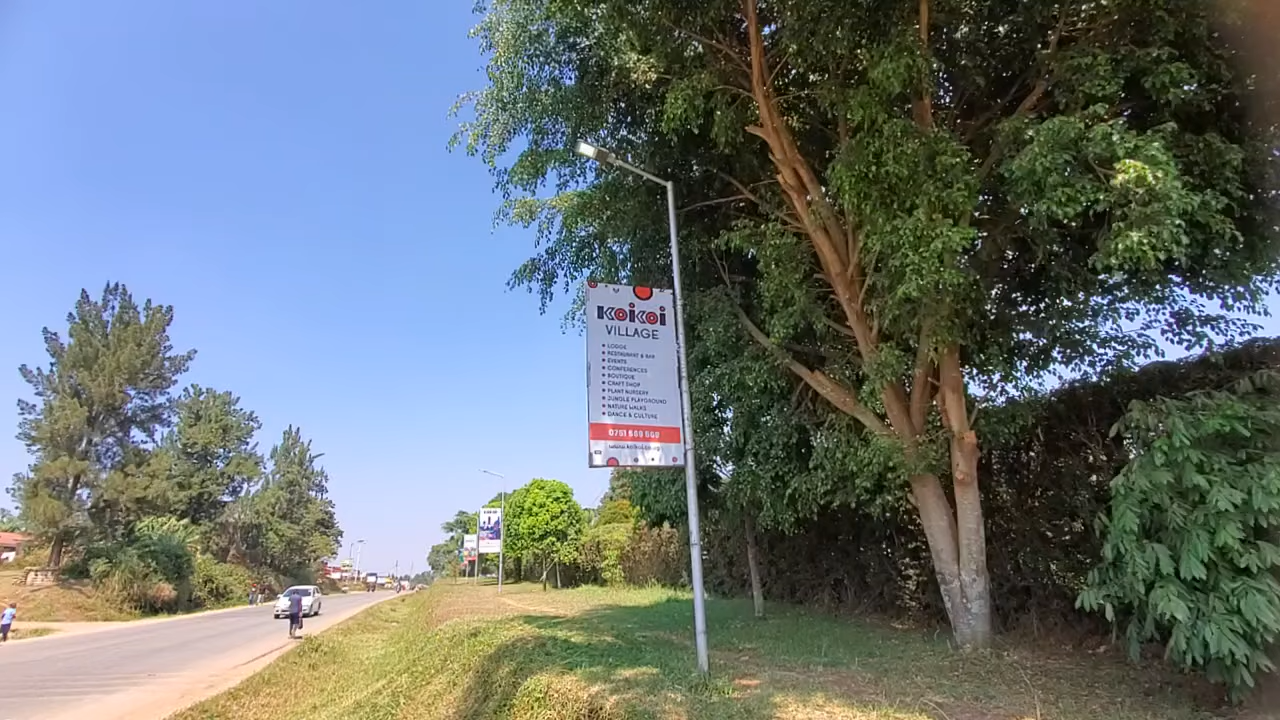 KOIKOI
VILLAGE
LODGE
RESTAURANT & BAR
EVENTS
CONFERENCES
BOUTIQUE
CRAFT SHOP
PLANT NURSERY
JUNGLE PLAYGROUND
NATURE WALKS
DANCE & CULTURE